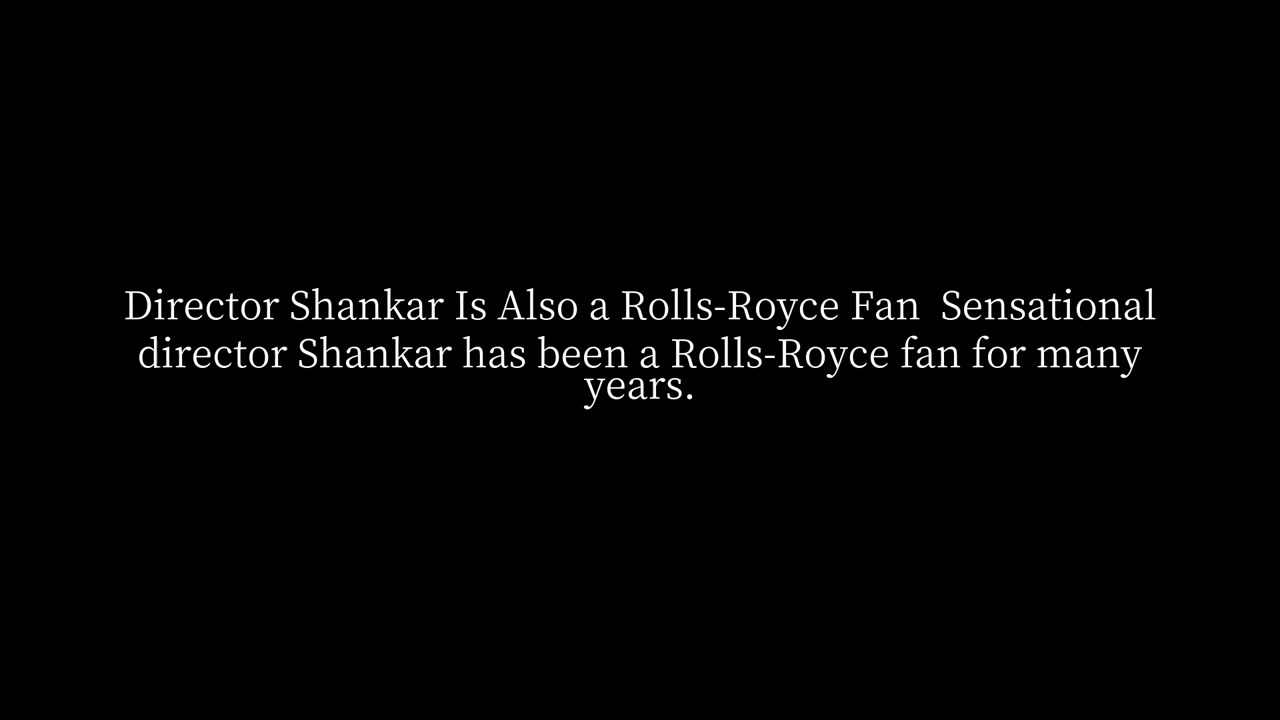 Director Shankar Is Also a Rolls-Royce Fan  Sensational
director Shankar has been a Rolls-Royce fan for many
years.